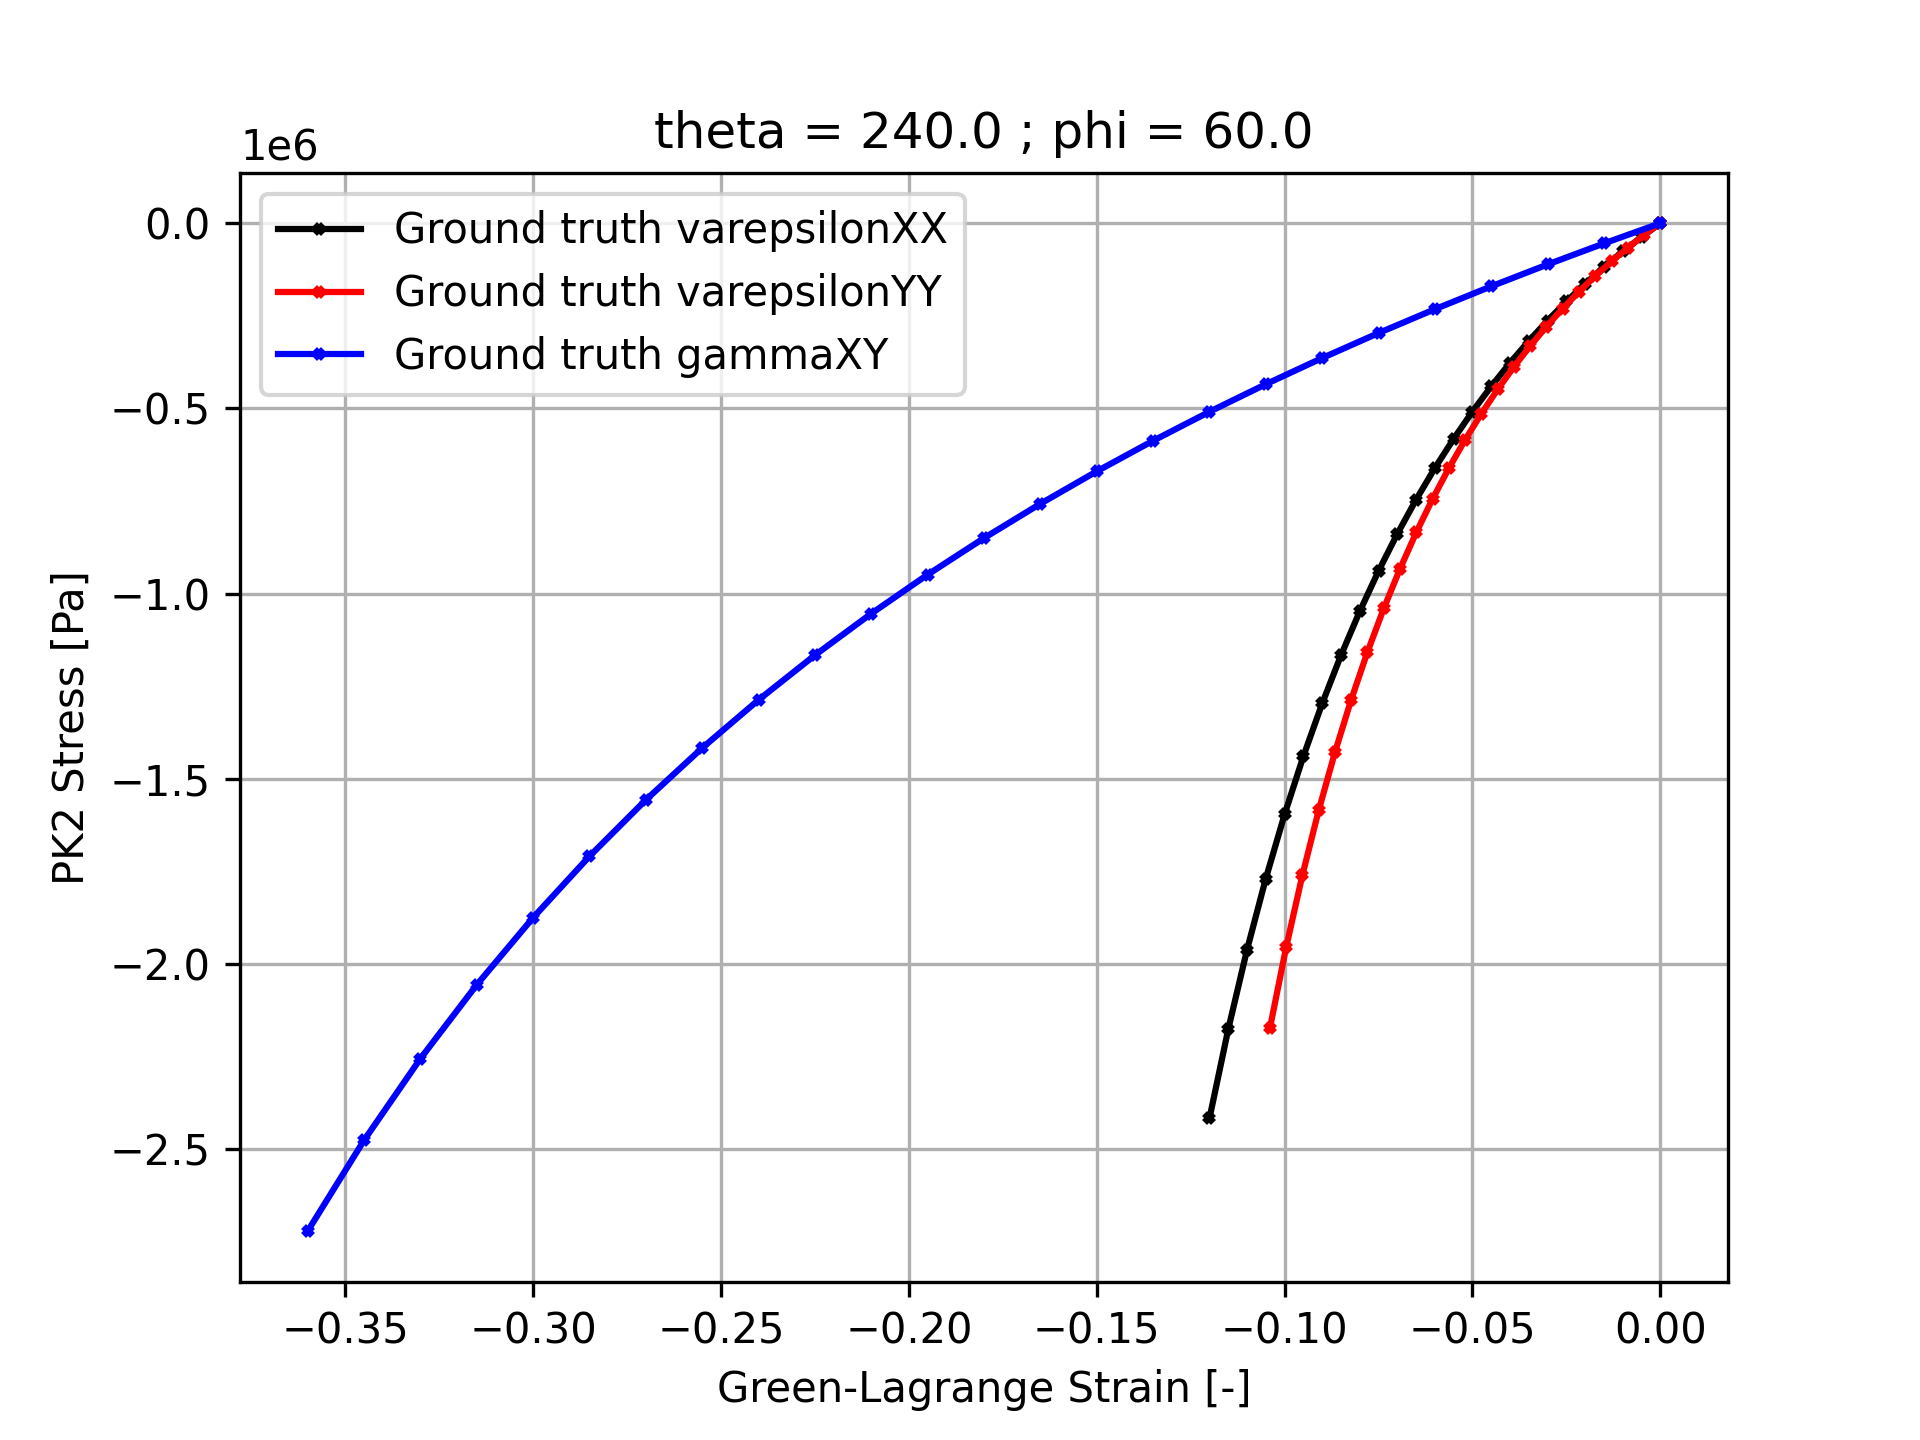 theta = 240.0 ; phi = 60.0
1e6
Ground truth varepsilonXX
Ground truth varepsilonYY
Ground truth gammaXY
0.0
−0.5
−1.0
−1.5
−2.0
−2.5
PK2 Stress [Pa]
−0.35 −0.30 −0.25 −0.20 −0.15 −0.10 −0.05 0.00
Green-Lagrange Strain [-]